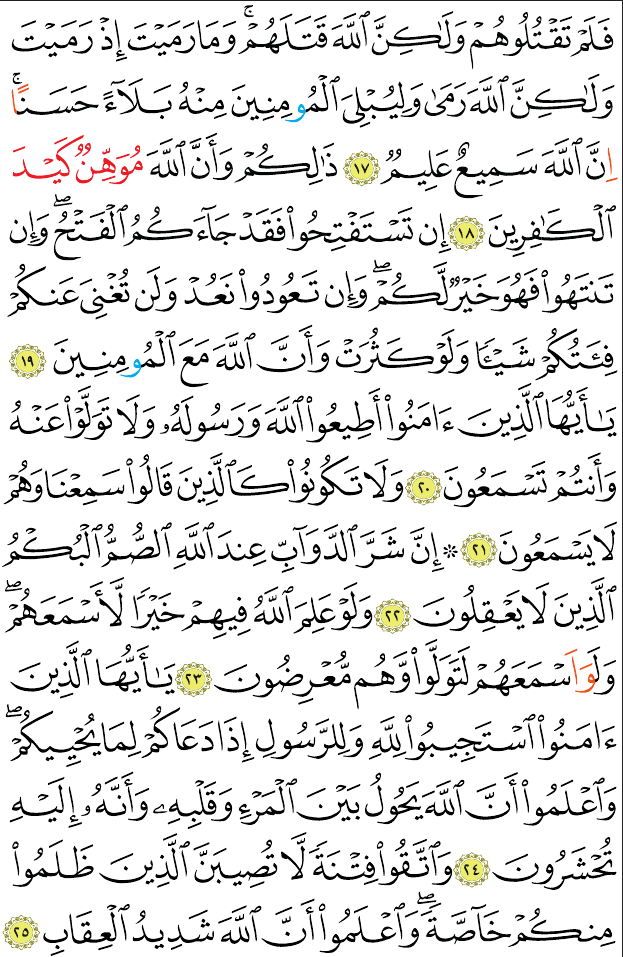 فَلَمْ تَقْتُلُوهُمْ وَلَٰكِنَّ ٱللَّهَ قَتَلَهُمْۚ وَمَا رَمَيْتَ إِذْ رَمَيْتَ
وَلَٰكِنَّ ٱللَّهَ رَمَىٰ وَلِيُبْلِىَ ٱلْمُومِنِينَ مِنْهُ بَلَآءً حَسَنًاۚ
اِنَّ ٱللَّهَ سَمِيعٌ عَلِيمٌ ١٧ ذَٰلِكُمْ وَأَنَّ ٱللَّهَ مُوَهِّنٌ كَيْدَ
ٱلْكَٰفِرِينَ ١٨ إِن تَسْتَفْتِحُوا۟ فَقَدْ جَآءَكُمُ ٱلْفَتْحُۖ وَإِن
تَنتَهُوا۟ فَهُوَ خَيْرٌ لَّكُمْۖ وَإِن تَعُودُوا۟ نَعُدْ وَلَن تُغْنِىَ عَنكُمْ
فِئَتُكُمْ شَيْـًٔا وَلَوْ كَثُرَتْ وَأَنَّ ٱللَّهَ مَعَ ٱلْمُومِنِينَ ١٩
يَٰٓأَيُّهَا ٱلَّذِينَ ءَامَنُوٓا۟ أَطِيعُوا۟ ٱللَّهَ وَرَسُولَهُۥ وَلَا تَوَلَّوْا۟ عَنْهُ
وَأَنتُمْ تَسْمَعُونَ ٢٠ وَلَا تَكُونُوا۟ كَٱلَّذِينَ قَالُوا۟ سَمِعْنَا وَهُمْ
لَا يَسْمَعُونَ ٢١ ۞ إِنَّ شَرَّ ٱلدَّوَآبِّ عِندَ ٱللَّهِ ٱلصُّمُّ ٱلْبُكْمُ
ٱلَّذِينَ لَا يَعْقِلُونَ ٢٢ وَلَوْ عَلِمَ ٱللَّهُ فِيهِمْ خَيْرًا لَّأَسْمَعَهُمْۖ
وَلَوَاَسْمَعَهُمْ لَتَوَلَّوا۟ وَّهُم مُّعْرِضُونَ ٢٣ يَٰٓأَيُّهَا ٱلَّذِينَ
ءَامَنُوا۟ ٱسْتَجِيبُوا۟ لِلَّهِ وَلِلرَّسُولِ إِذَا دَعَاكُمْ لِمَا يُحْيِيكُمْۖ
وَٱعْلَمُوٓا۟ أَنَّ ٱللَّهَ يَحُولُ بَيْنَ ٱلْمَرْءِ وَقَلْبِهِۦ وَأَنَّهُۥٓ إِلَيْهِ
تُحْشَرُونَ ٢٤ وَٱتَّقُوا۟ فِتْنَةً لَّا تُصِيبَنَّ ٱلَّذِينَ ظَلَمُوا۟
مِنكُمْ خَآصَّةًۖ وَٱعْلَمُوٓا۟ أَنَّ ٱللَّهَ شَدِيدُ ٱلْعِقَابِ ٢٥